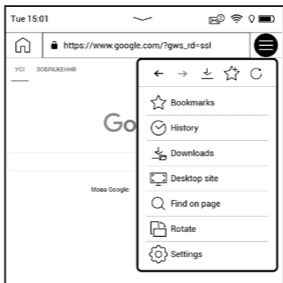 Tue 15:01
https://www.google.com/?gws_rd=ssl
УСІ ЗОБРАЖЕННЯ
Go
Bookmarks
History
Downloads
Desktop site
Мова Google:
Find on page
Rotate
Settings